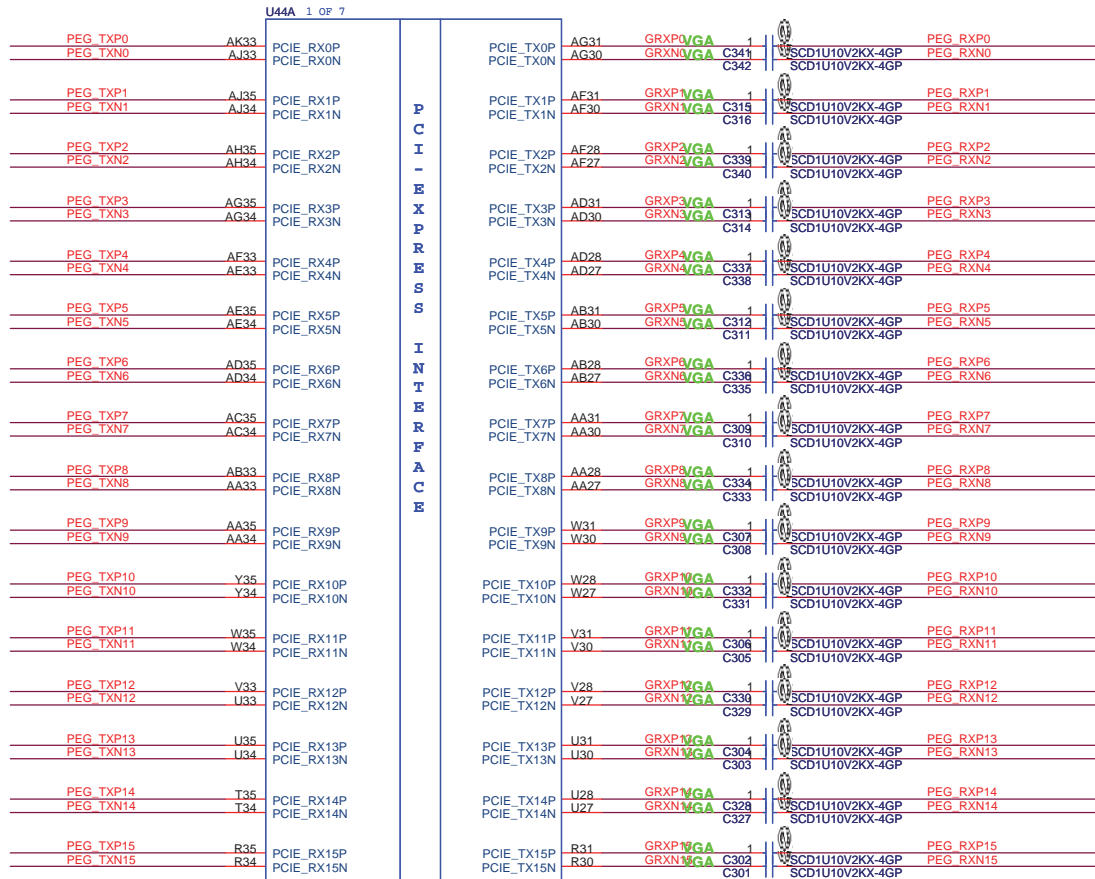 U44A 1 OF 7
PCI-EXPRESS INTERFACE
PEG_TXP0 AK33 PCIE_RX0P PCIE_TX0P AG31 GRXP0 VGA 1 PEG_RXP0
PEG_TXN0 AJ33 PCIE_RX0N PCIE_TX0N AG30 GRXN0 VGA C341 SCD1U10V2KX-4GP PEG_RXN0
C342 SCD1U10V2KX-4GP
PEG_TXP1 AJ35 PCIE_RX1P PCIE_TX1P AF31 GRXP1 VGA 1 PEG_RXP1
PEG_TXN1 AJ34 PCIE_RX1N PCIE_TX1N AF30 GRXN1 VGA C315 SCD1U10V2KX-4GP PEG_RXN1
C316 SCD1U10V2KX-4GP
PEG_TXP2 AH35 PCIE_RX2P PCIE_TX2P AF28 GRXP2 VGA 1 PEG_RXP2
PEG_TXN2 AH34 PCIE_RX2N PCIE_TX2N AF27 GRXN2 VGA C339 SCD1U10V2KX-4GP PEG_RXN2
C340 SCD1U10V2KX-4GP
PEG_TXP3 AG35 PCIE_RX3P PCIE_TX3P AD31 GRXP3 VGA 1 PEG_RXP3
PEG_TXN3 AG34 PCIE_RX3N PCIE_TX3N AD30 GRXN3 VGA C313 SCD1U10V2KX-4GP PEG_RXN3
C314 SCD1U10V2KX-4GP
PEG_TXP4 AF33 PCIE_RX4P PCIE_TX4P AD28 GRXP4 VGA 1 PEG_RXP4
PEG_TXN4 AE33 PCIE_RX4N PCIE_TX4N AD27 GRXN4 VGA C337 SCD1U10V2KX-4GP PEG_RXN4
C338 SCD1U10V2KX-4GP
PEG_TXP5 AE35 PCIE_RX5P PCIE_TX5P AB31 GRXP5 VGA 1 PEG_RXP5
PEG_TXN5 AE34 PCIE_RX5N PCIE_TX5N AB30 GRXN5 VGA C312 SCD1U10V2KX-4GP PEG_RXN5
C311 SCD1U10V2KX-4GP
PEG_TXP6 AD35 PCIE_RX6P PCIE_TX6P AB28 GRXP6 VGA 1 PEG_RXP6
PEG_TXN6 AD34 PCIE_RX6N PCIE_TX6N AB27 GRXN6 VGA C336 SCD1U10V2KX-4GP PEG_RXN6
C335 SCD1U10V2KX-4GP
PEG_TXP7 AC35 PCIE_RX7P PCIE_TX7P AA31 GRXP7 VGA 1 PEG_RXP7
PEG_TXN7 AC34 PCIE_RX7N PCIE_TX7N AA30 GRXN7 VGA C309 SCD1U10V2KX-4GP PEG_RXN7
C310 SCD1U10V2KX-4GP
PEG_TXP8 AB33 PCIE_RX8P PCIE_TX8P AA28 GRXP8 VGA 1 PEG_RXP8
PEG_TXN8 AA33 PCIE_RX8N PCIE_TX8N AA27 GRXN8 VGA C334 SCD1U10V2KX-4GP PEG_RXN8
C333 SCD1U10V2KX-4GP
PEG_TXP9 AA35 PCIE_RX9P PCIE_TX9P W31 GRXP9 VGA 1 PEG_RXP9
PEG_TXN9 AA34 PCIE_RX9N PCIE_TX9N W30 GRXN9 VGA C307 SCD1U10V2KX-4GP PEG_RXN9
C308 SCD1U10V2KX-4GP
PEG_TXP10 Y35 PCIE_RX10P PCIE_TX10P W28 GRXP10 VGA 1 PEG_RXP10
PEG_TXN10 Y34 PCIE_RX10N PCIE_TX10N W27 GRXN10 VGA C332 SCD1U10V2KX-4GP PEG_RXN10
C331 SCD1U10V2KX-4GP
PEG_TXP11 W35 PCIE_RX11P PCIE_TX11P V31 GRXP11 VGA 1 PEG_RXP11
PEG_TXN11 W34 PCIE_RX11N PCIE_TX11N V30 GRXN11 VGA C306 SCD1U10V2KX-4GP PEG_RXN11
C305 SCD1U10V2KX-4GP
PEG_TXP12 V33 PCIE_RX12P PCIE_TX12P V28 GRXP12 VGA 1 PEG_RXP12
PEG_TXN12 U33 PCIE_RX12N PCIE_TX12N V27 GRXN12 VGA C330 SCD1U10V2KX-4GP PEG_RXN12
C329 SCD1U10V2KX-4GP
PEG_TXP13 U35 PCIE_RX13P PCIE_TX13P U31 GRXP13 VGA 1 PEG_RXP13
PEG_TXN13 U34 PCIE_RX13N PCIE_TX13N U30 GRXN13 VGA C304 SCD1U10V2KX-4GP PEG_RXN13
C303 SCD1U10V2KX-4GP
PEG_TXP14 T35 PCIE_RX14P PCIE_TX14P U28 GRXP14 VGA 1 PEG_RXP14
PEG_TXN14 T34 PCIE_RX14N PCIE_TX14N U27 GRXN14 VGA C328 SCD1U10V2KX-4GP PEG_RXN14
C327 SCD1U10V2KX-4GP
PEG_TXP15 R35 PCIE_RX15P PCIE_TX15P R31 GRXP15 VGA 1 PEG_RXP15
PEG_TXN15 R34 PCIE_RX15N PCIE_TX15N R30 GRXN15 VGA C302 SCD1U10V2KX-4GP PEG_RXN15
C301 SCD1U10V2KX-4GP